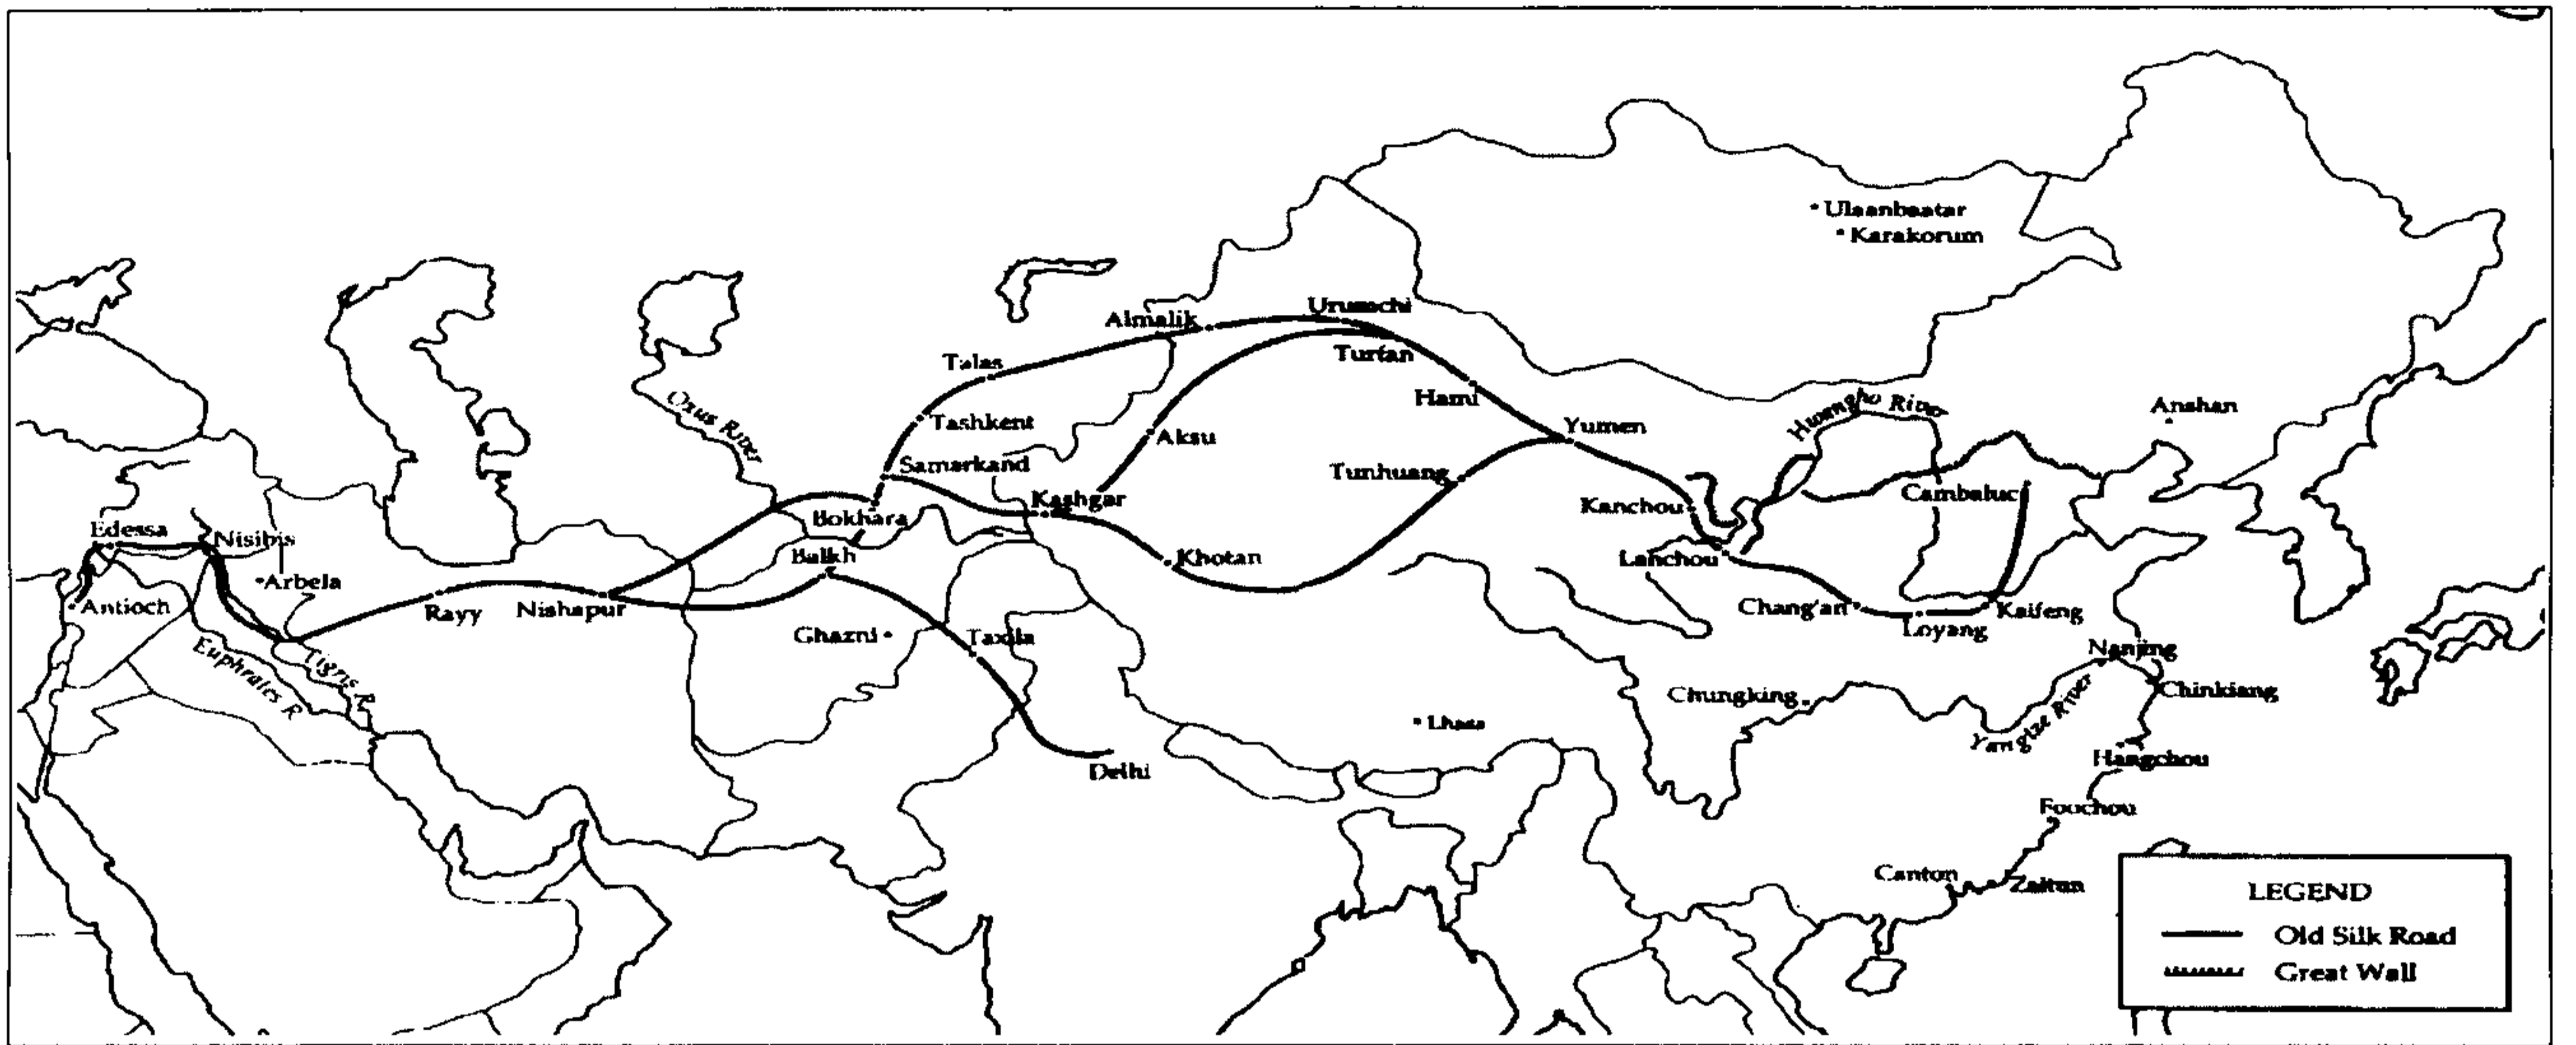 Ulaanbaatar
Karakorum
Urumchi
Almalik
Talas
Turfan
Hami
Oxus River
Tashkent
Aksu
Yumen
Huangho River
Anshan
Samarkand
Tunhuang
Kashgar
Kanchou
Cambaluc
Bokhara
Edessa
Nisibis
Arbela
Balkh
Khotan
Lanchou
Antioch
Rayy
Nishapur
Chang'an
Loyang
Kaifeng
Ghazni
Taxila
Euphrates R
Tigris R.
Nanjing
Chungking
Chinkiang
Lhasa
Yangtze River
Delhi
Hangchou
Fouchou
Canton
Zaitun
LEGEND
Old Silk Road
Great Wall